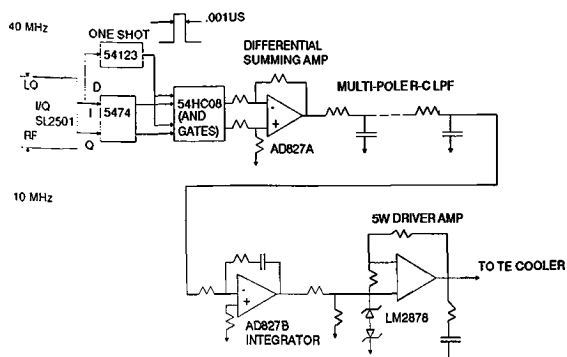 40 MHz
.001US
ONE SHOT
54123
DIFFERENTIAL
SUMMING AMP
MULTI-POLE R-C LPF
LO
D
I/Q
I
SL2501
RF
Q
5474
54HC08
(AND
GATES)
-
+
AD827A
10 MHz
5W DRIVER AMP
TO TE COOLER
-
+
AD827B
INTEGRATOR
LM2878